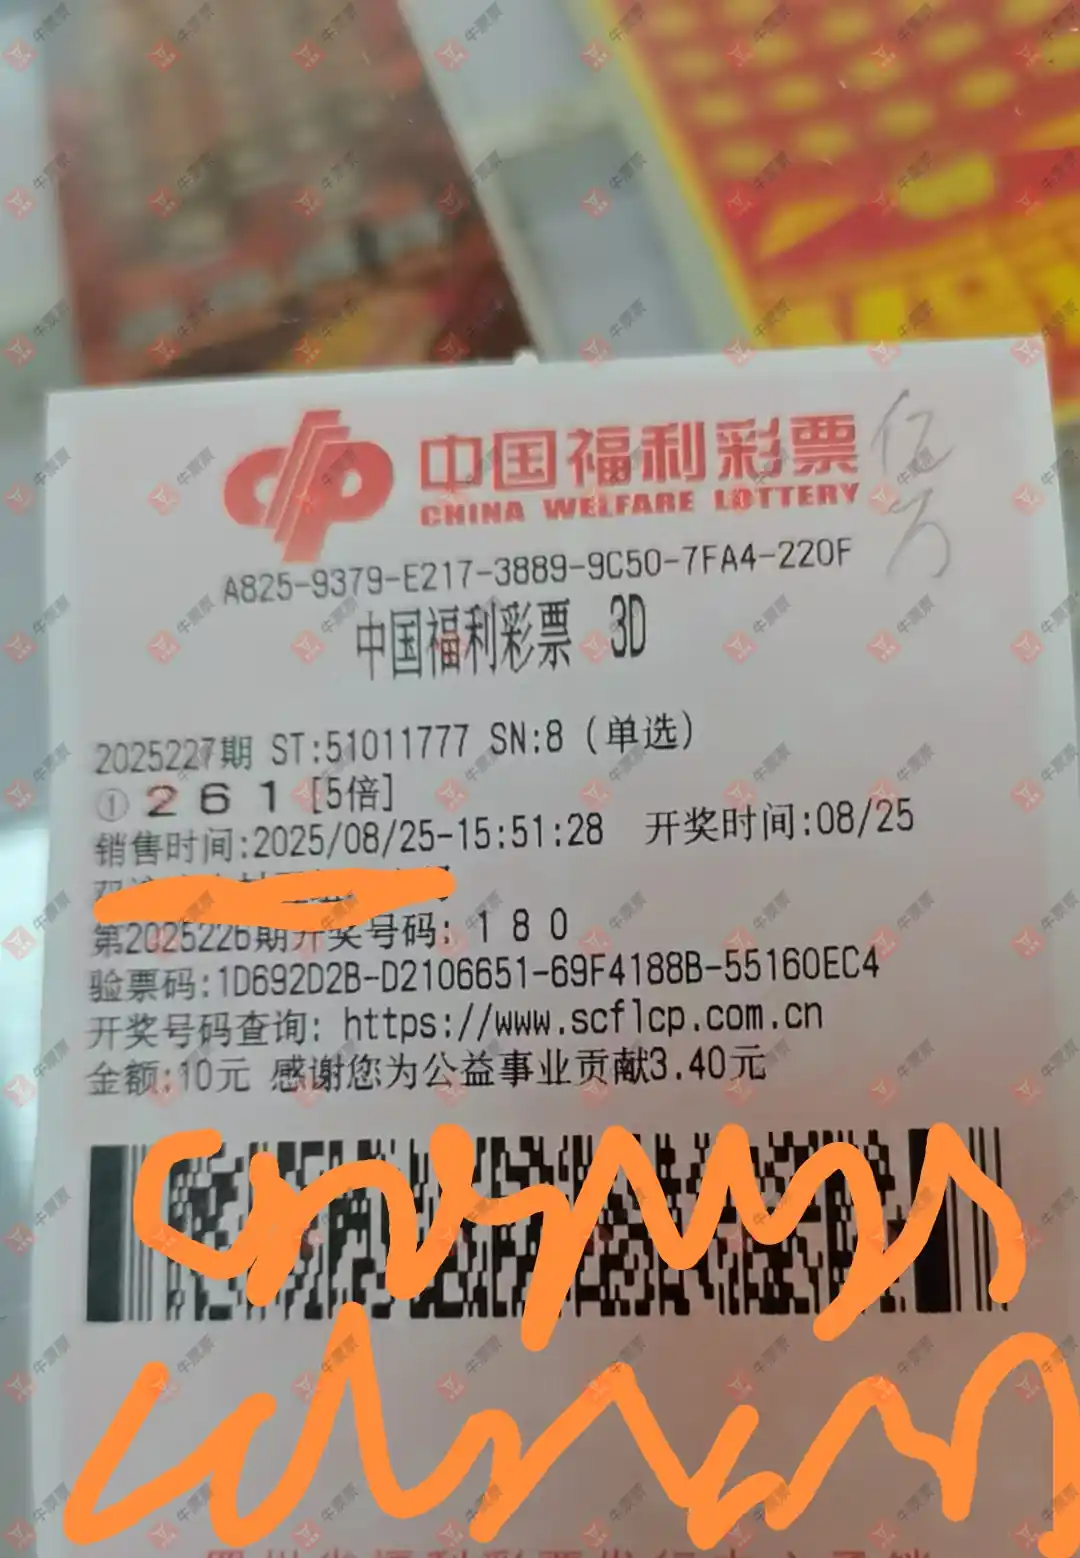 中国福利彩票
CHINA WELFARE LOTTERY
A825-9379-E217-3889-9C50-7FA4-220F
中国福利彩票 3D
2025227期 ST:51011777 SN:8 (单选)
① 2 6 1 [5倍]
销售时间:2025/08/25-15:51:28 开奖时间:08/25
第2025226期开奖号码: 1 8 0
验票码:1D692D2B-D2106651-69F4188B-55160EC4
开奖号码查询: https://www.scflcp.com.cn
金额:10元 感谢您为公益事业贡献3.40元
牛票票